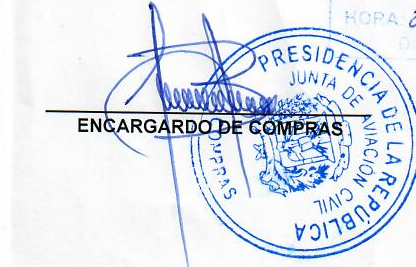 HORA:
PRESIDENCIA DE LA REPÚBLICA
JUNTA DE AVIACIÓN CIVIL
ENCARGARDO DE COMPRAS
COMPRAS